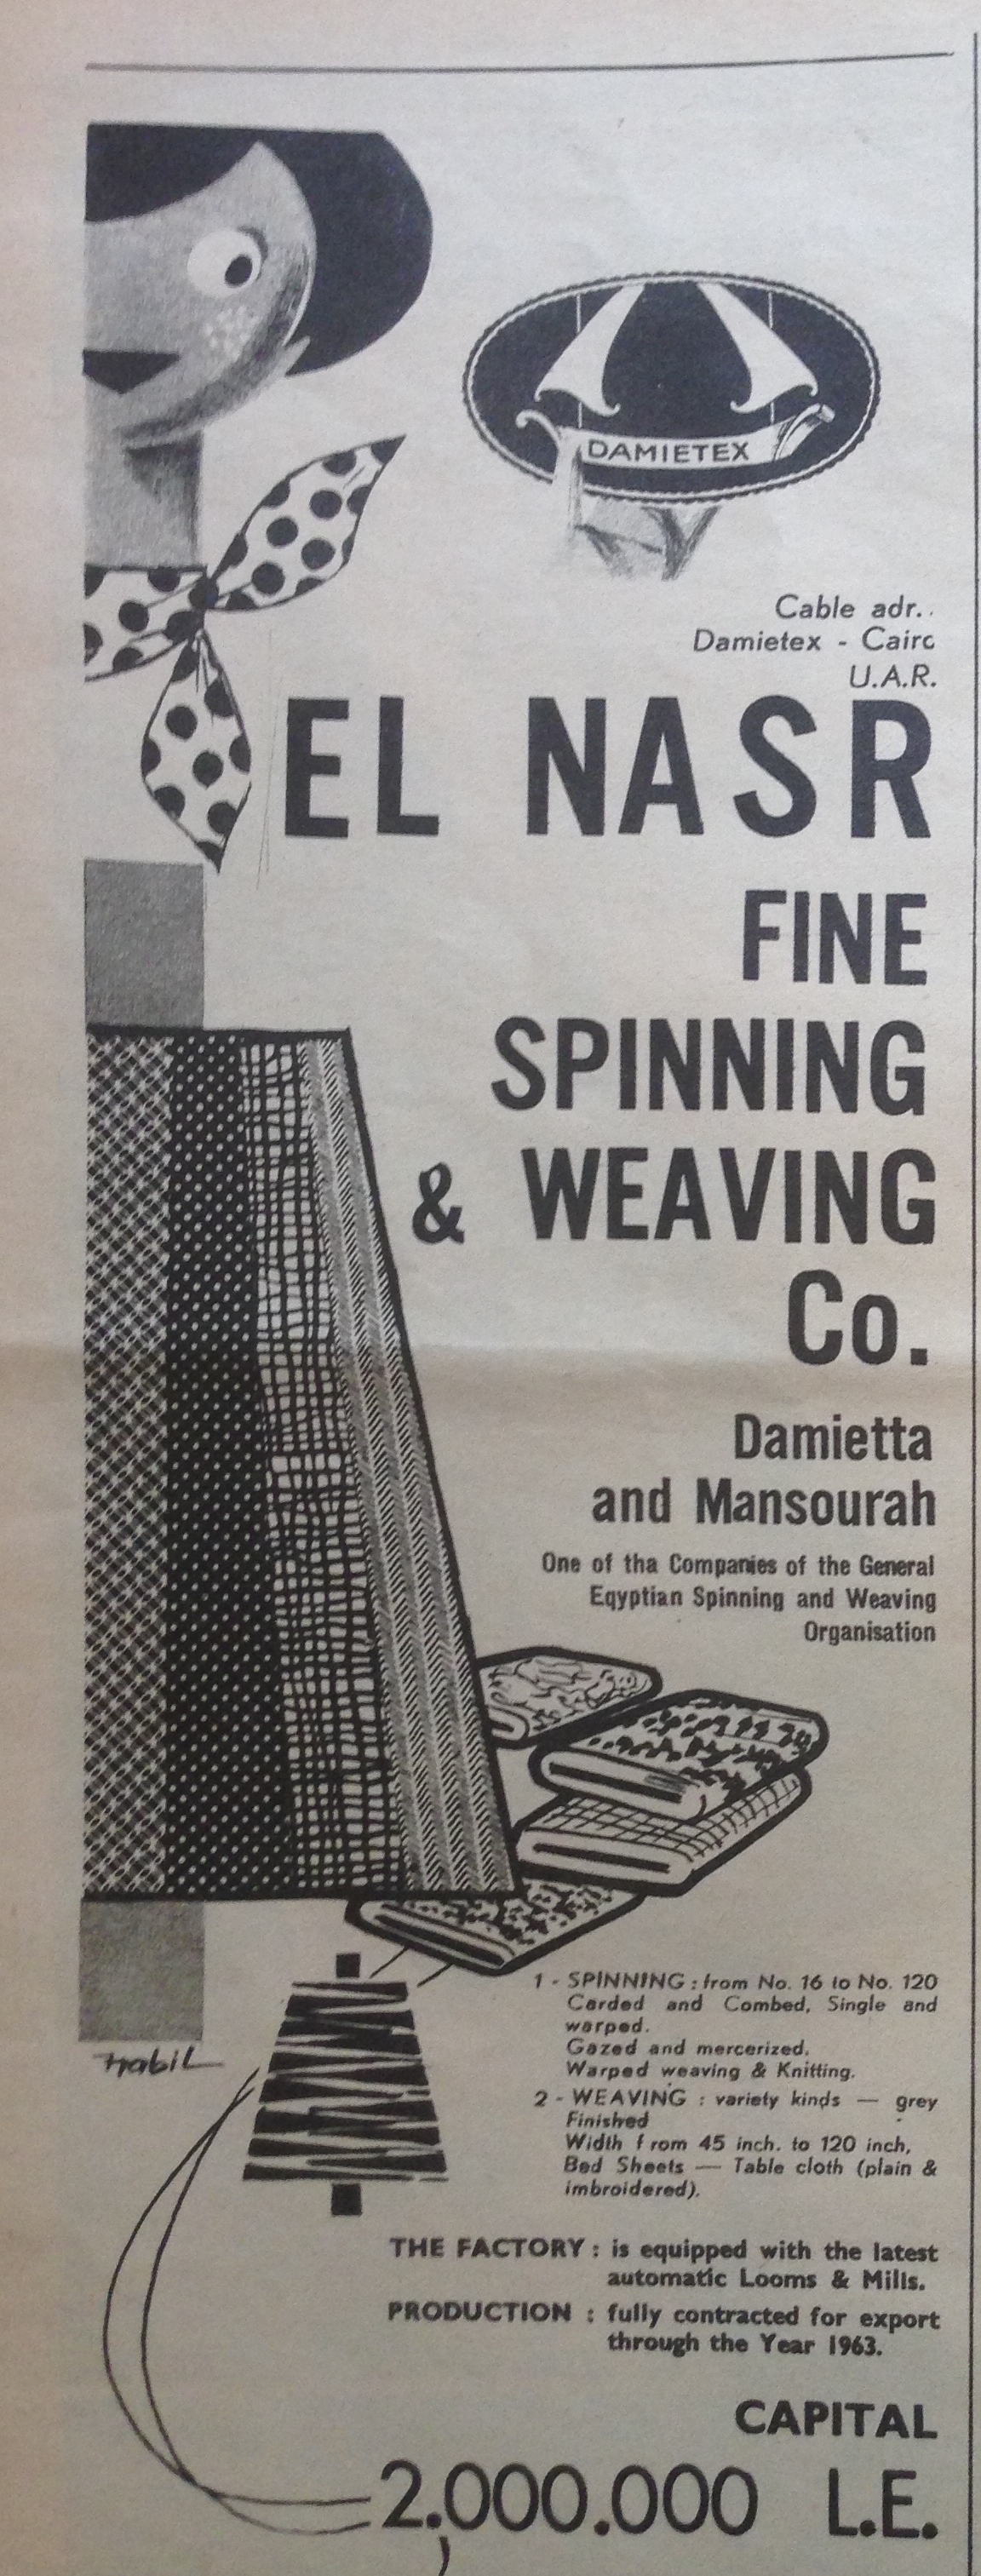 DAMIETEX
Cable adr..
Damietex - Cairo
U.A.R.
EL NASR
FINE
SPINNING
& WEAVING
Co.
Damietta
and Mansourah
One of tha Companies of the General
Eqyptian Spinning and Weaving
Organisation
1 - SPINNING : from No. 16 to No. 120
Carded and Combed, Single and
warped.
Gazed and mercerized.
Warped weaving & Knitting.
2 - WEAVING : variety kinds — grey
Finished
Width from 45 inch. to 120 inch,
Bed Sheets — Table cloth (plain &
imbroidered).
Habil
THE FACTORY : is equipped with the latest
automatic Looms & Mills.
PRODUCTION : fully contracted for export
through the Year 1963.
CAPITAL
2.000.000 L.E.